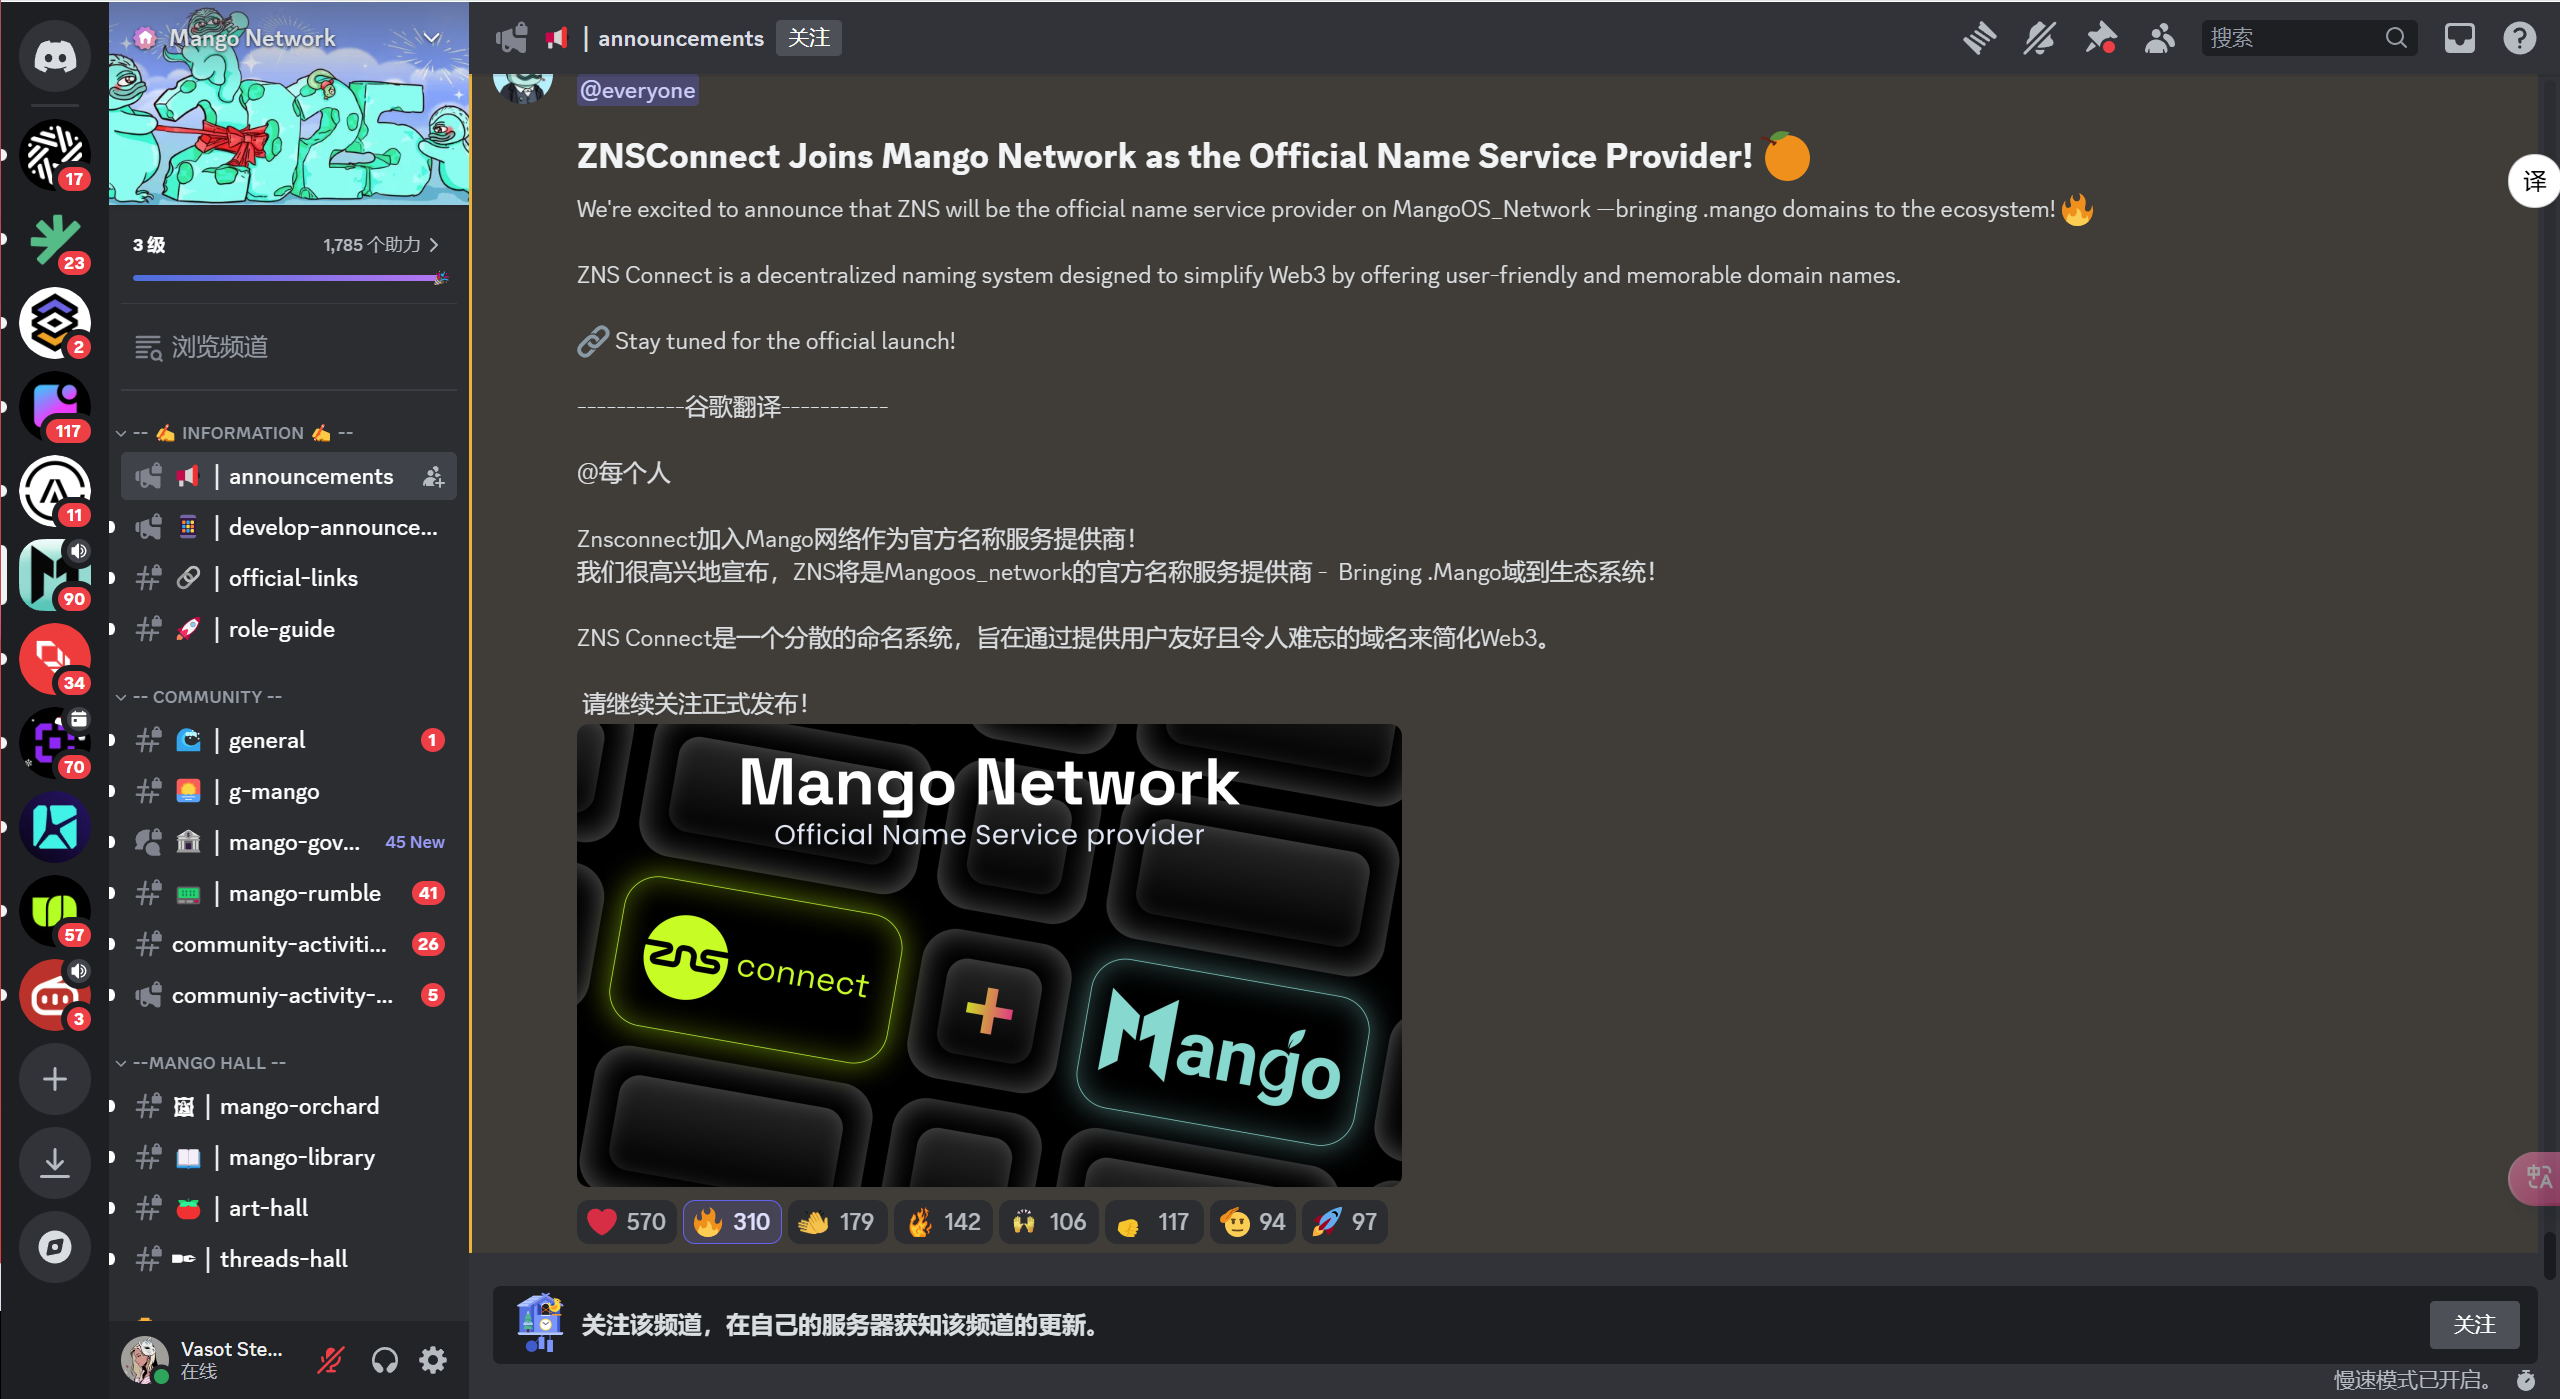 Mango Network
2025
3 级
1,785 个助力
浏览频道
-- INFORMATION --
| announcements
| develop-announce...
| official-links
| role-guide
-- COMMUNITY --
| general
1
| g-mango
| mango-gov...
45 New
| mango-rumble
41
community-activiti...
26
communiy-activity-...
5
--MANGO HALL --
| mango-orchard
| mango-library
| art-hall
| threads-hall
Vasot Ste...
在线
17
23
2
117
11
90
34
70
57
3
| announcements
关注
搜索
@everyone
ZNSConnect Joins Mango Network as the Official Name Service Provider!
We're excited to announce that ZNS will be the official name service provider on MangoOS_Network —bringing .mango domains to the ecosystem!
ZNS Connect is a decentralized naming system designed to simplify Web3 by offering user-friendly and memorable domain names.
Stay tuned for the official launch!
-----------谷歌翻译-----------
@每个人
Znsconnect加入Mango网络作为官方名称服务提供商！
我们很高兴地宣布，ZNS将是Mangoos_network的官方名称服务提供商 - Bringing .Mango域到生态系统！
ZNS Connect是一个分散的命名系统，旨在通过提供用户友好且令人难忘的域名来简化Web3。
请继续关注正式发布！
Mango Network
Official Name Service provider
zns connect
+
Mango
570
310
179
142
106
117
94
97
关注该频道，在自己的服务器获知该频道的更新。
关注
慢速模式已开启。
译
中A